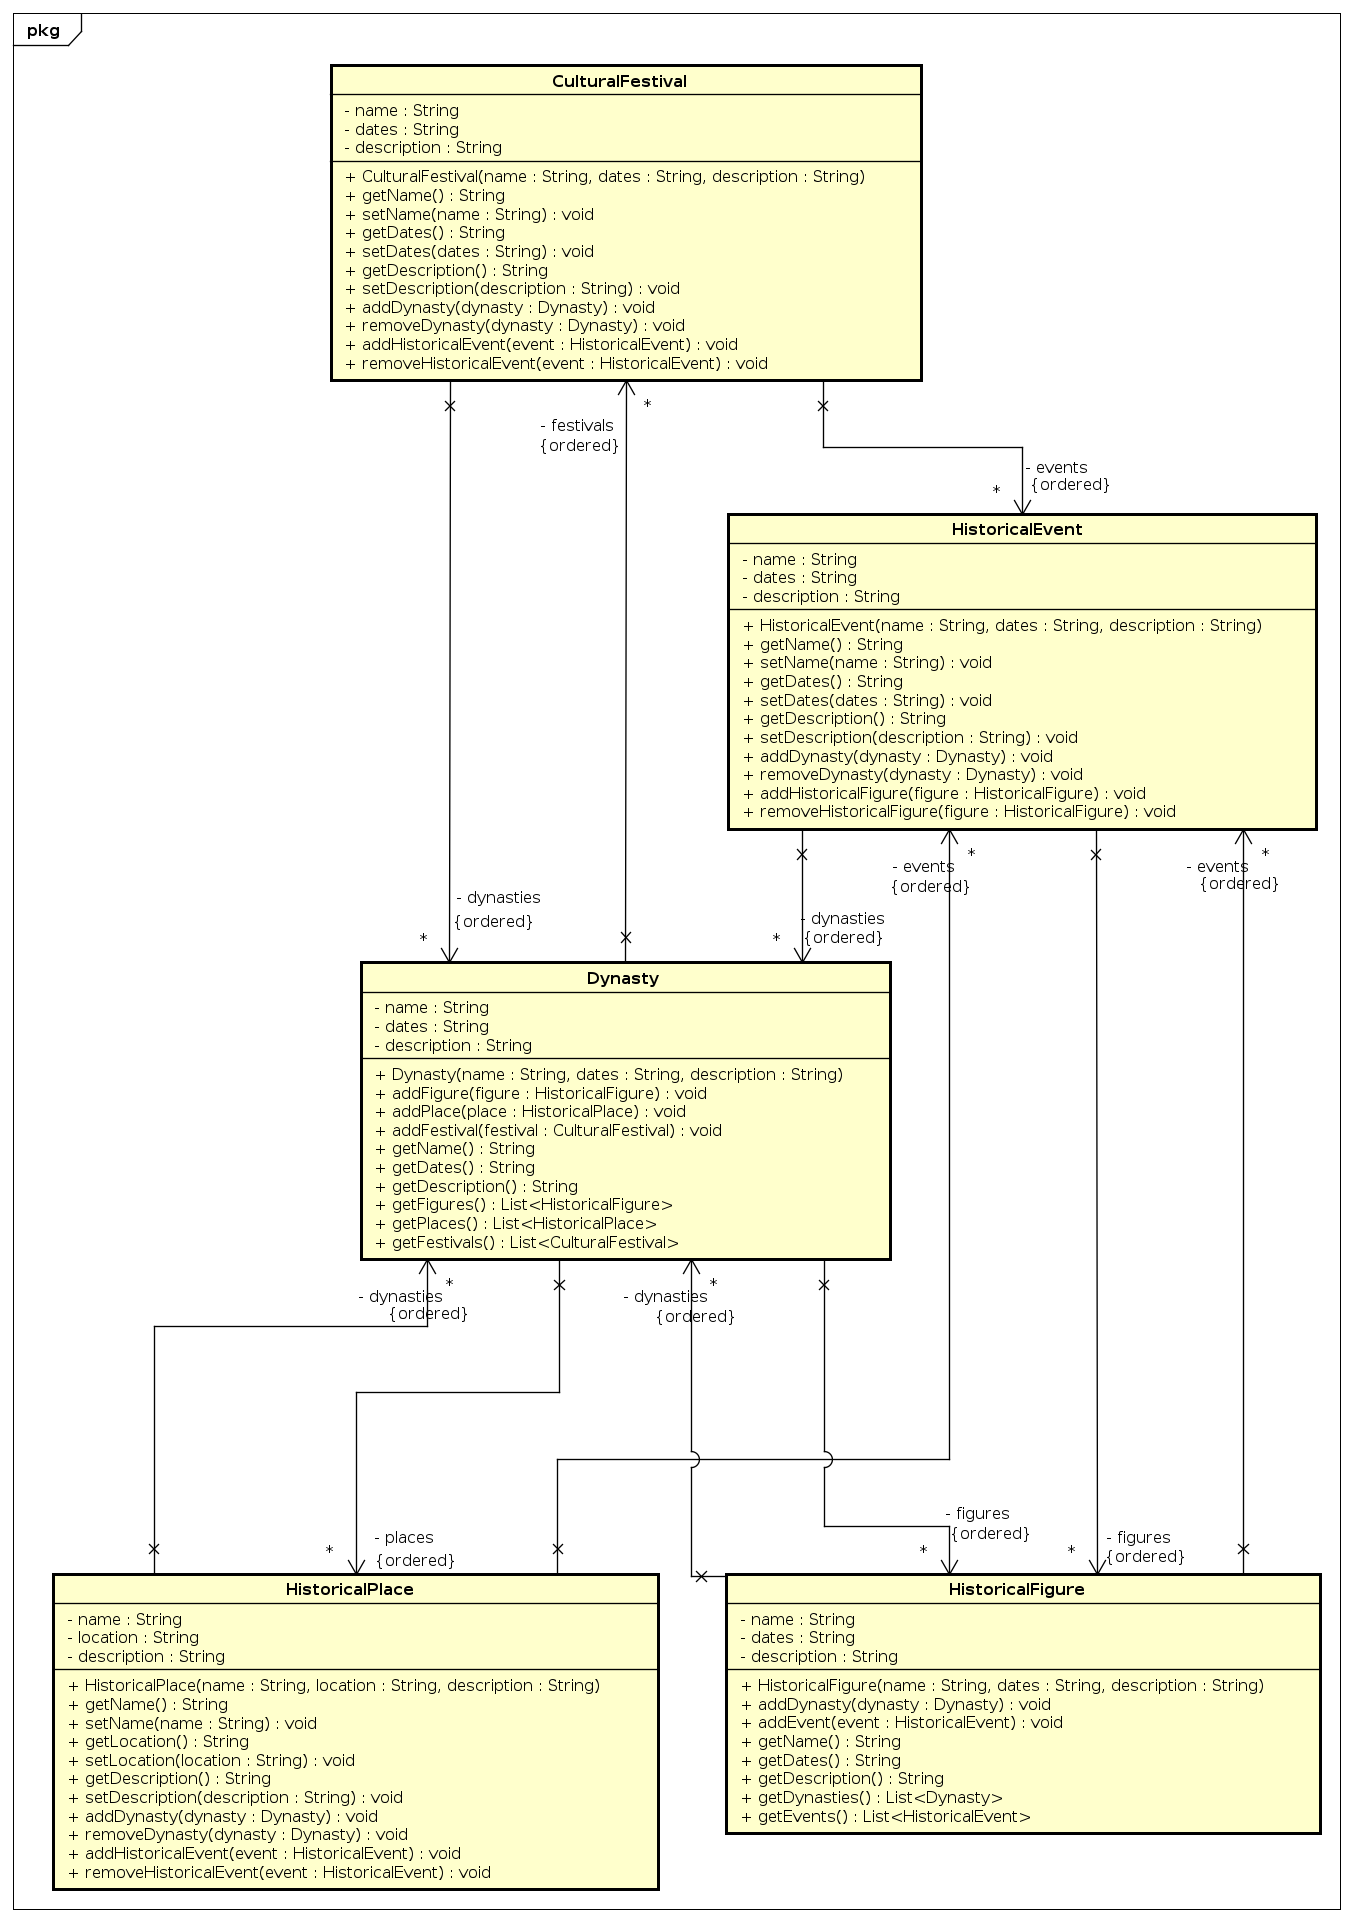 pkg
CulturalFestival
- name : String
- dates : String
- description : String
+ CulturalFestival(name : String, dates : String, description : String)
+ getName() : String
+ setName(name : String) : void
+ getDates() : String
+ setDates(dates : String) : void
+ getDescription() : String
+ setDescription(description : String) : void
+ addDynasty(dynasty : Dynasty) : void
+ removeDynasty(dynasty : Dynasty) : void
+ addHistoricalEvent(event : HistoricalEvent) : void
+ removeHistoricalEvent(event : HistoricalEvent) : void
*
- festivals
{ordered}
- events
{ordered}
*
HistoricalEvent
- name : String
- dates : String
- description : String
+ HistoricalEvent(name : String, dates : String, description : String)
+ getName() : String
+ setName(name : String) : void
+ getDates() : String
+ setDates(dates : String) : void
+ getDescription() : String
+ setDescription(description : String) : void
+ addDynasty(dynasty : Dynasty) : void
+ removeDynasty(dynasty : Dynasty) : void
+ addHistoricalFigure(figure : HistoricalFigure) : void
+ removeHistoricalFigure(figure : HistoricalFigure) : void
*
- events
{ordered}
*
- events
{ordered}
- dynasties
{ordered}
*
- dynasties
{ordered}
*
Dynasty
- name : String
- dates : String
- description : String
+ Dynasty(name : String, dates : String, description : String)
+ addFigure(figure : HistoricalFigure) : void
+ addPlace(place : HistoricalPlace) : void
+ addFestival(festival : CulturalFestival) : void
+ getName() : String
+ getDates() : String
+ getDescription() : String
+ getFigures() : List<HistoricalFigure>
+ getPlaces() : List<HistoricalPlace>
+ getFestivals() : List<CulturalFestival>
*
- dynasties
{ordered}
*
- dynasties
{ordered}
- places
{ordered}
*
- figures
{ordered}
*
- figures
{ordered}
*
HistoricalPlace
- name : String
- location : String
- description : String
+ HistoricalPlace(name : String, location : String, description : String)
+ getName() : String
+ setName(name : String) : void
+ getLocation() : String
+ setLocation(location : String) : void
+ getDescription() : String
+ setDescription(description : String) : void
+ addDynasty(dynasty : Dynasty) : void
+ removeDynasty(dynasty : Dynasty) : void
+ addHistoricalEvent(event : HistoricalEvent) : void
+ removeHistoricalEvent(event : HistoricalEvent) : void
HistoricalFigure
- name : String
- dates : String
- description : String
+ HistoricalFigure(name : String, dates : String, description : String)
+ addDynasty(dynasty : Dynasty) : void
+ addEvent(event : HistoricalEvent) : void
+ getName() : String
+ getDates() : String
+ getDescription() : String
+ getDynasties() : List<Dynasty>
+ getEvents() : List<HistoricalEvent>